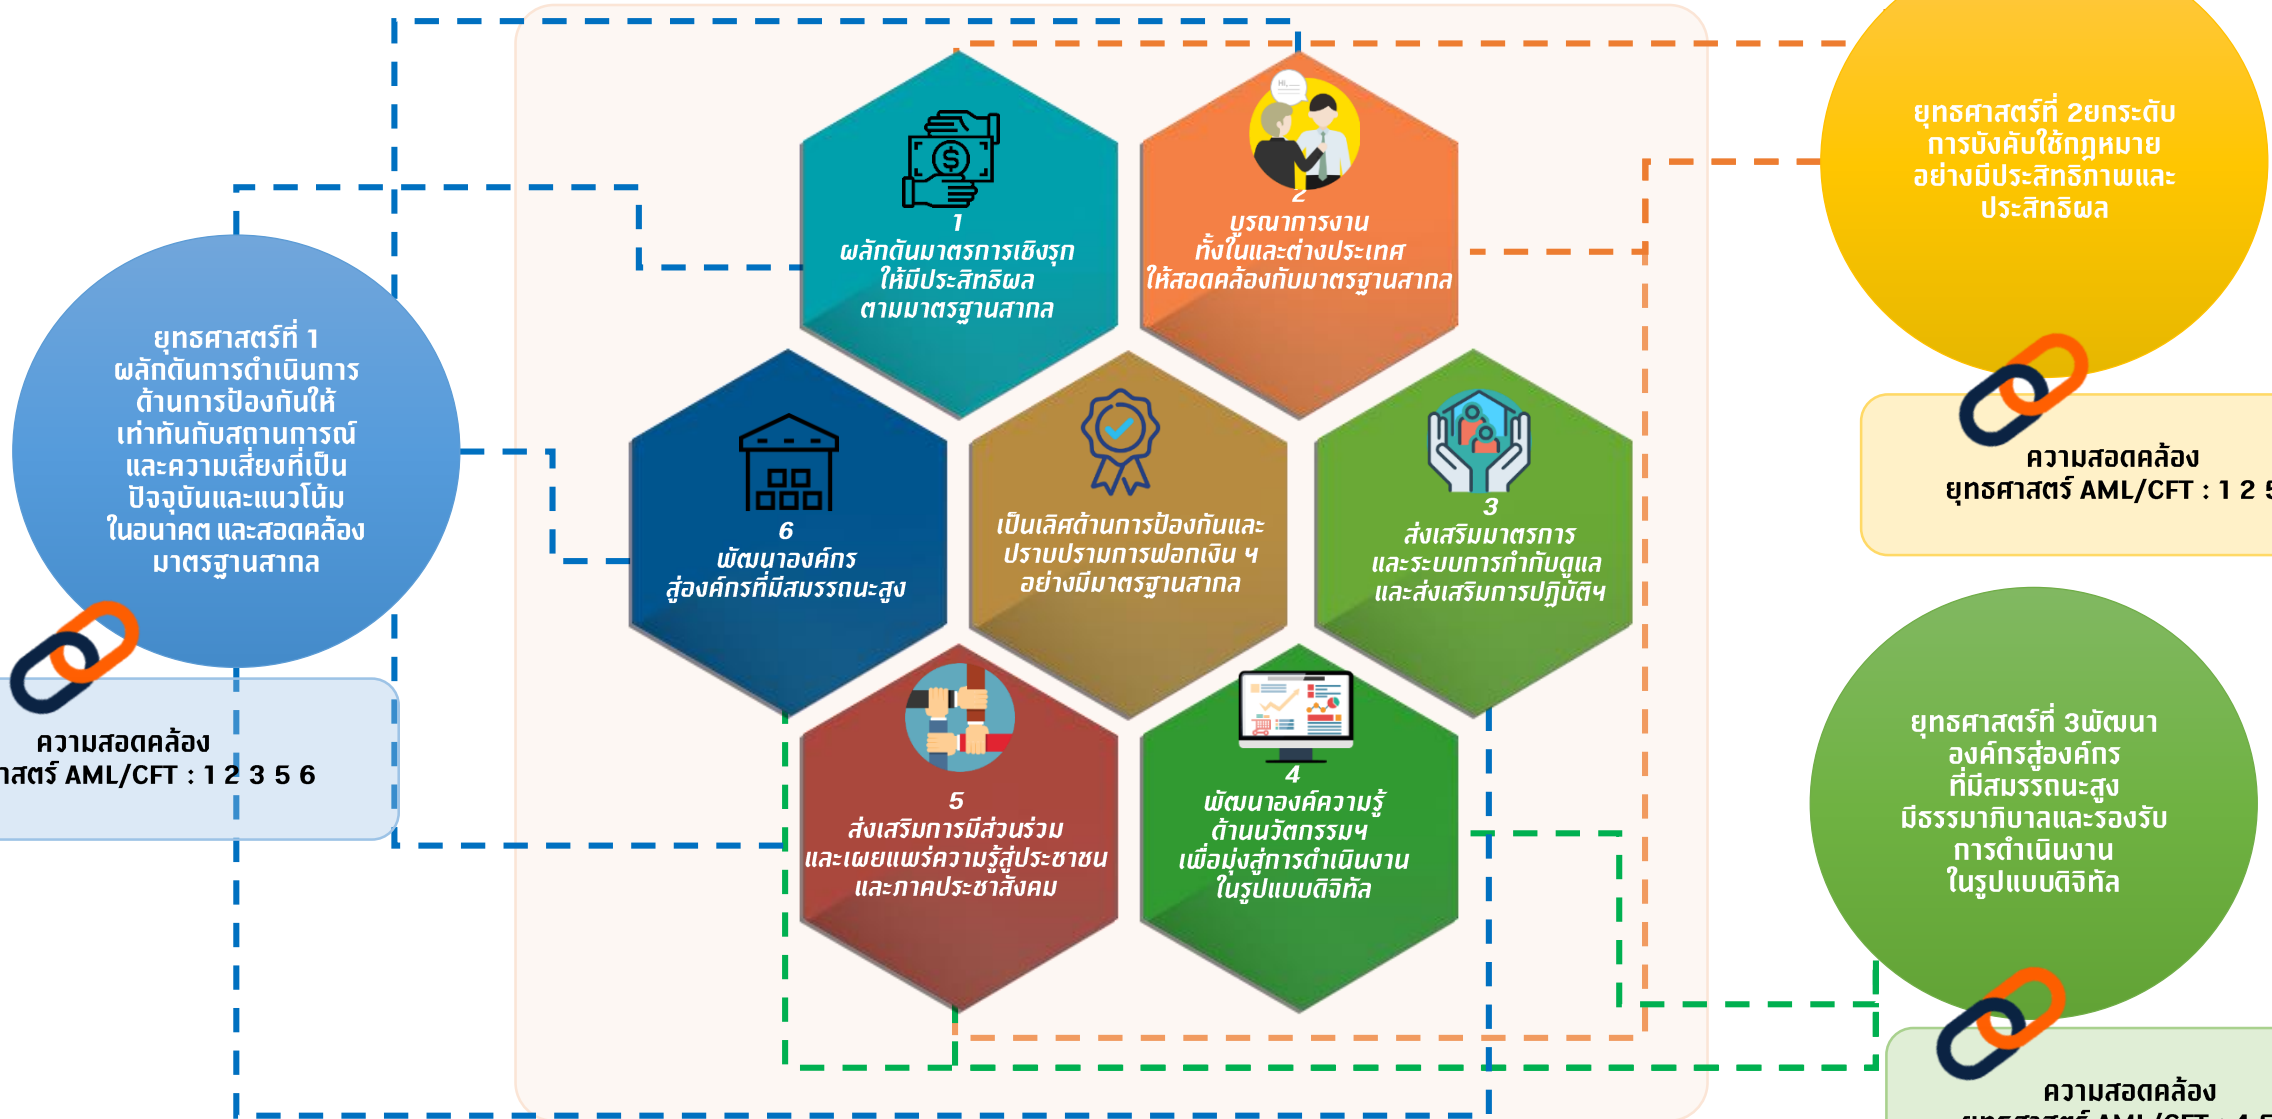 ยุทธศาสตร์ที่ 1
ผลักดันการดำเนินการ
ด้านการป้องกันให้
เท่าทันกับสถานการณ์
และความเสี่ยงที่เป็น
ปัจจุบันและแนวโน้ม
ในอนาคต และสอดคล้อง
มาตรฐานสากล
ความสอดคล้อง
าสตร์ AML/CFT : 1 2 3 5 6
1
ผลักดันมาตรการเชิงรุก
ให้มีประสิทธิผล
ตามมาตรฐานสากล
Hi,
2
บูรณาการงาน
ทั้งในและต่างประเทศ
ให้สอดคล้องกับมาตรฐานสากล
6
พัฒนาองค์กร
สู่องค์กรที่มีสมรรถนะสูง
เป็นเลิศด้านการป้องกันและ
ปราบปรามการฟอกเงิน ฯ
อย่างมีมาตรฐานสากล
3
ส่งเสริมมาตรการ
และระบบการกำกับดูแล
และส่งเสริมการปฏิบัติฯ
5
ส่งเสริมการมีส่วนร่วม
และเผยแพร่ความรู้สู่ประชาชน
และภาคประชาสังคม
4
พัฒนาองค์ความรู้
ด้านนวัตกรรมฯ
เพื่อมุ่งสู่การดำเนินงาน
ในรูปแบบดิจิทัล
ยุทธศาสตร์ที่ 2ยกระดับ
การบังคับใช้กฎหมาย
อย่างมีประสิทธิภาพและ
ประสิทธิผล
ความสอดคล้อง
ยุทธศาสตร์ AML/CFT : 1 2 5
ยุทธศาสตร์ที่ 3พัฒนา
องค์กรสู่องค์กร
ที่มีสมรรถนะสูง
มีธรรมาภิบาลและรองรับ
การดำเนินงาน
ในรูปแบบดิจิทัล
ความสอดคล้อง
ยุทธศาสตร์ AML/CFT : 4